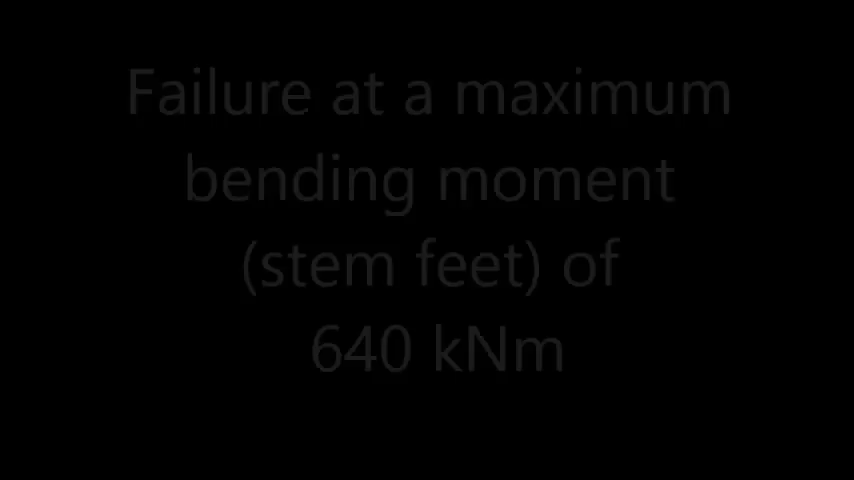 Failure at a maximum
bending moment
(stem feet) of
640 kNm